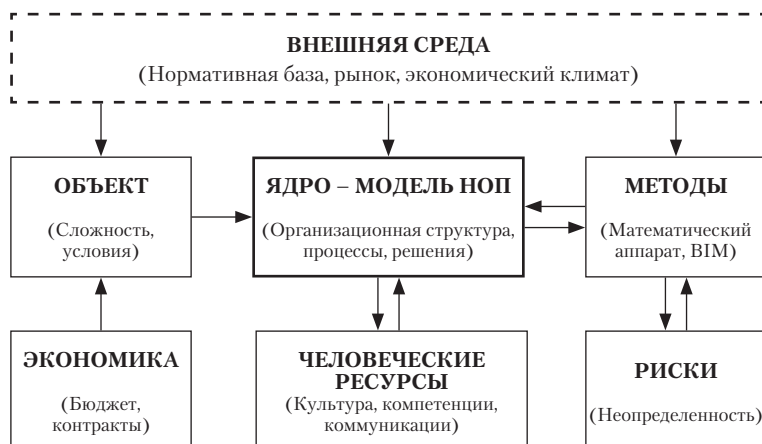 ВНЕШНЯЯ СРЕДА
(Нормативная база, рынок, экономический климат)
ОБЪЕКТ
(Сложность,
условия)
ЯДРО – МОДЕЛЬ НОП
(Организационная структура,
процессы, решения)
МЕТОДЫ
(Математический
аппарат, BIM)
ЭКОНОМИКА
(Бюджет,
контракты)
ЧЕЛОВЕЧЕСКИЕ
РЕСУРСЫ
(Культура, компетенции,
коммуникации)
РИСКИ
(Неопределенность)